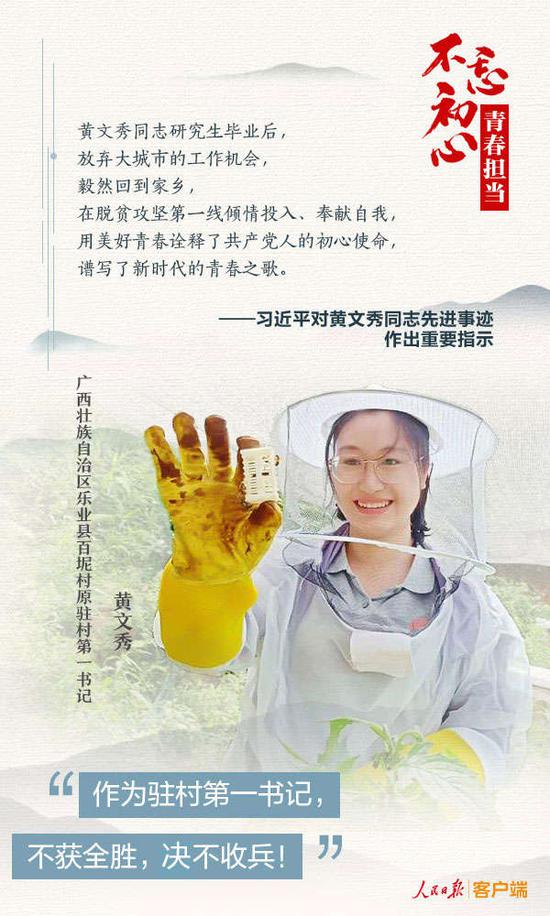 不忘
初心
青春担当
黄文秀同志研究生毕业后，
放弃大城市的工作机会，
毅然回到家乡，
在脱贫攻坚第一线倾情投入、奉献自我，
用美好青春诠释了共产党人的初心使命，
谱写了新时代的青春之歌。
——习近平对黄文秀同志先进事迹
作出重要指示
广西壮族自治区乐业县百坭村原驻村第一书记
黄文秀
“作为驻村第一书记，
不获全胜，决不收兵！”
人民日报 客户端